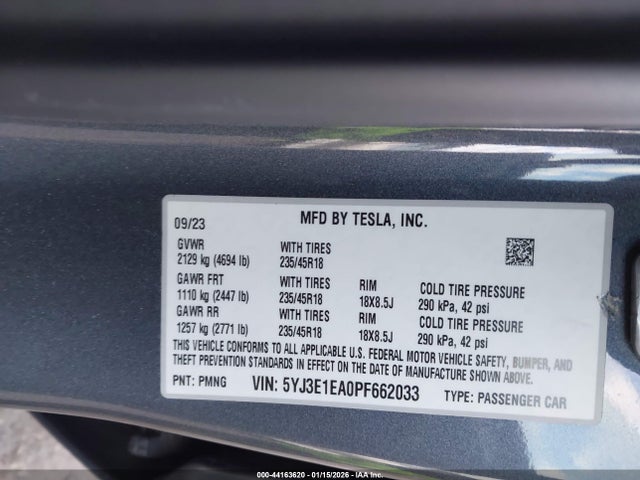 MFD BY TESLA, INC.
09/23
GVWR WITH TIRES
2129 kg (4694 lb) 235/45R18
GAWR FRT WITH TIRES RIM COLD TIRE PRESSURE
1110 kg (2447 lb) 235/45R18 18X8.5J 290 kPa, 42 psi
GAWR RR WITH TIRES RIM COLD TIRE PRESSURE
1257 kg (2771 lb) 235/45R18 18X8.5J 290 kPa, 42 psi
THIS VEHICLE CONFORMS TO ALL APPLICABLE U.S. FEDERAL MOTOR VEHICLE SAFETY, BUMPER, AND
THEFT PREVENTION STANDARDS IN EFFECT ON THE DATE OF MANUFACTURE SHOWN ABOVE.
PNT: PMNG VIN: 5YJ3E1EA0PF662033 TYPE: PASSENGER CAR
000-44163620 - 01/15/2026 - IAA Inc.